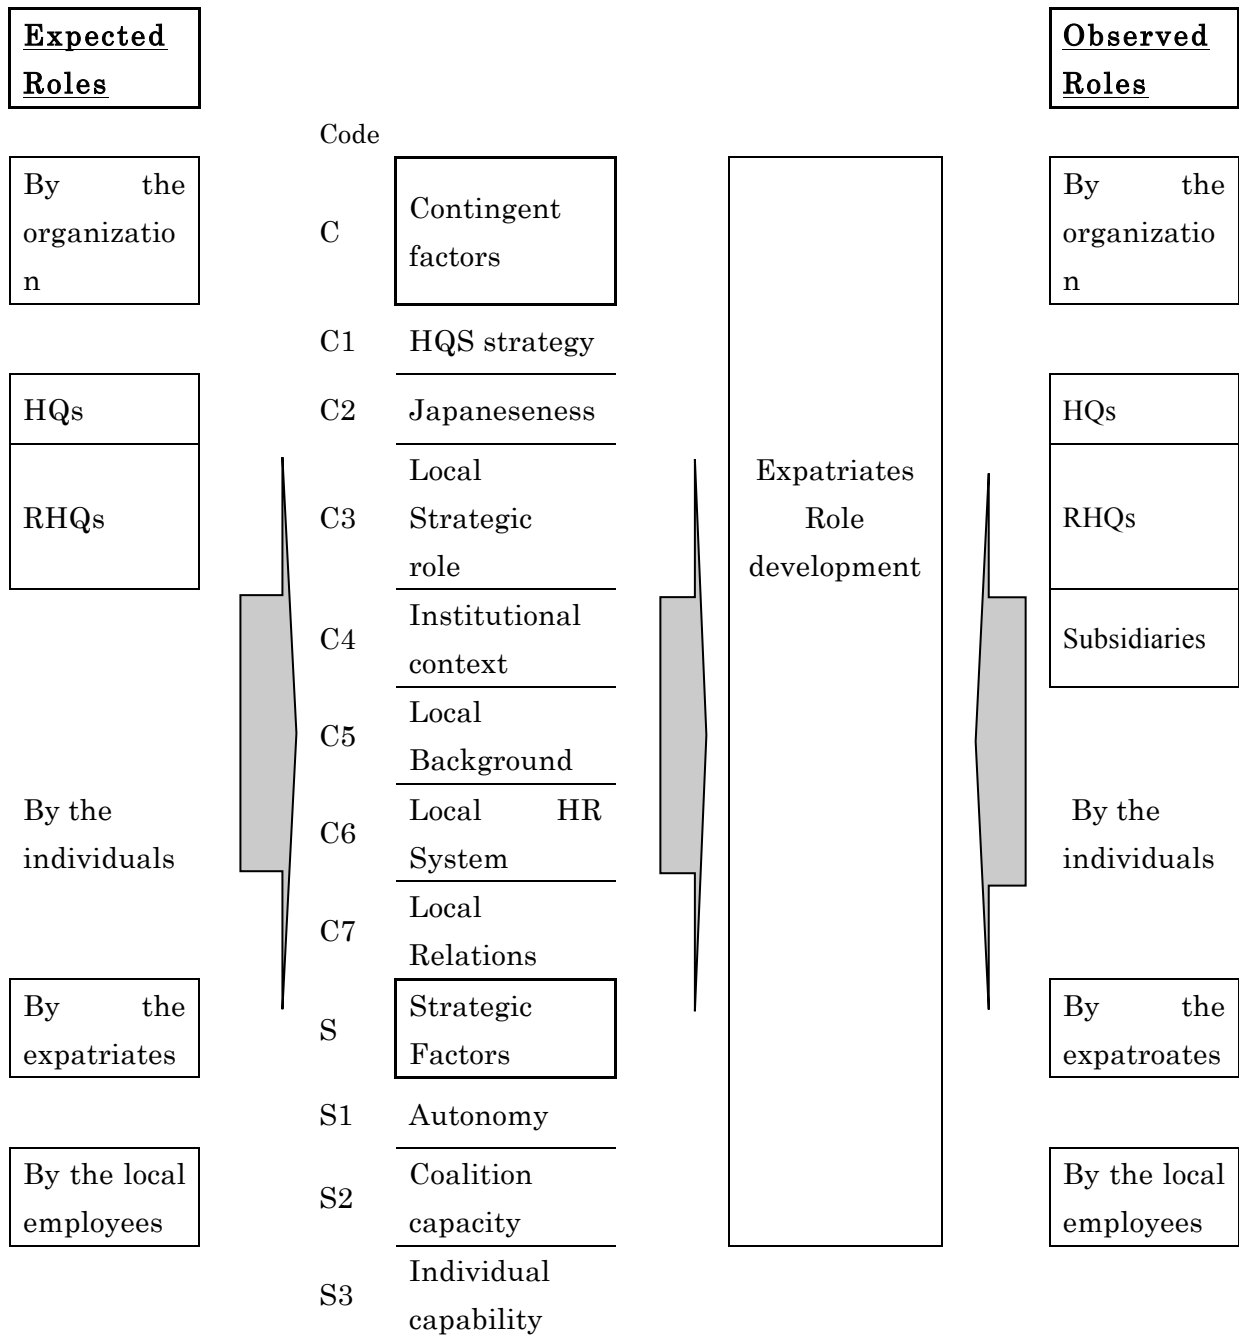 Expected
Roles
Observed
Roles
Code
By the
organizatio
n
C
Contingent
factors
By the
organizatio
n
C1
HQS strategy
HQs
C2
Japaneseness
HQs
RHQs
C3
Local
Strategic
role
Expatriates
Role
development
RHQs
C4
Institutional
context
Subsidiaries
C5
Local
Background
By the
individuals
C6
Local HR
System
By the
individuals
C7
Local
Relations
By the
expatriates
S
Strategic
Factors
By the
expatroates
S1
Autonomy
By the local
employees
S2
Coalition
capacity
By the local
employees
S3
Individual
capability